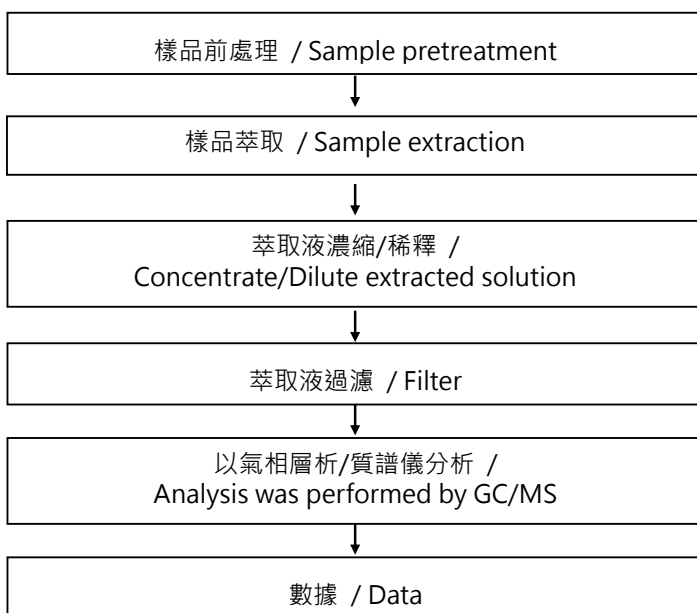 樣品前處理 / Sample pretreatment
樣品萃取 / Sample extraction
萃取液濃縮/稀釋 /
Concentrate/Dilute extracted solution
萃取液過濾 / Filter
以氣相層析/質譜儀分析 /
Analysis was performed by GC/MS
數據 / Data